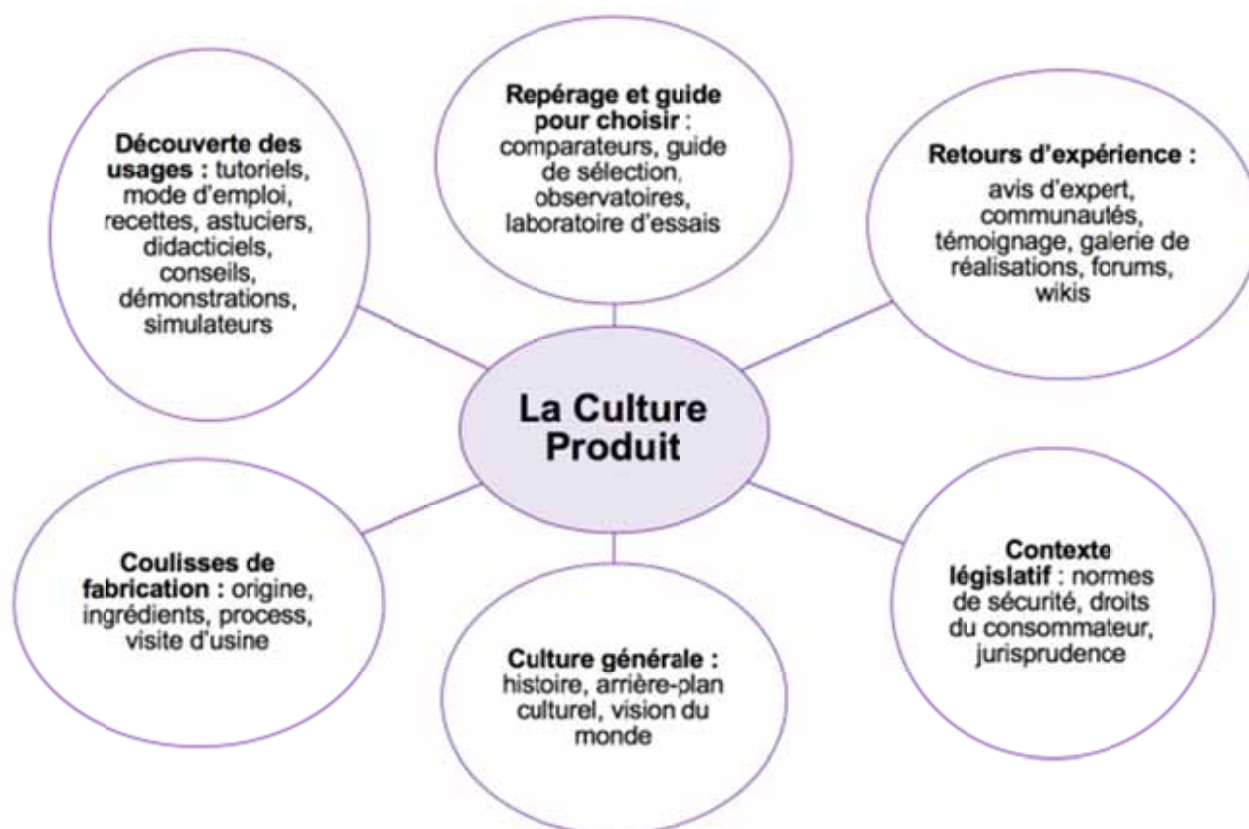 Découverte des
usages : tutoriels,
mode d'emploi,
recettes, astuciers,
didacticiels,
conseils,
démonstrations,
simulateurs
Repérage et guide
pour choisir :
comparateurs, guide
de sélection,
observatoires,
laboratoire d'essais
Retours d'expérience :
avis d'expert,
communautés,
témoignage, galerie de
réalisations, forums,
wikis
La Culture
Produit
Coulisses de
fabrication : origine,
ingrédients, process,
visite d'usine
Culture générale :
histoire, arrière-plan
culturel, vision du
monde
Contexte
législatif : normes
de sécurité, droits
du consommateur,
jurisprudence